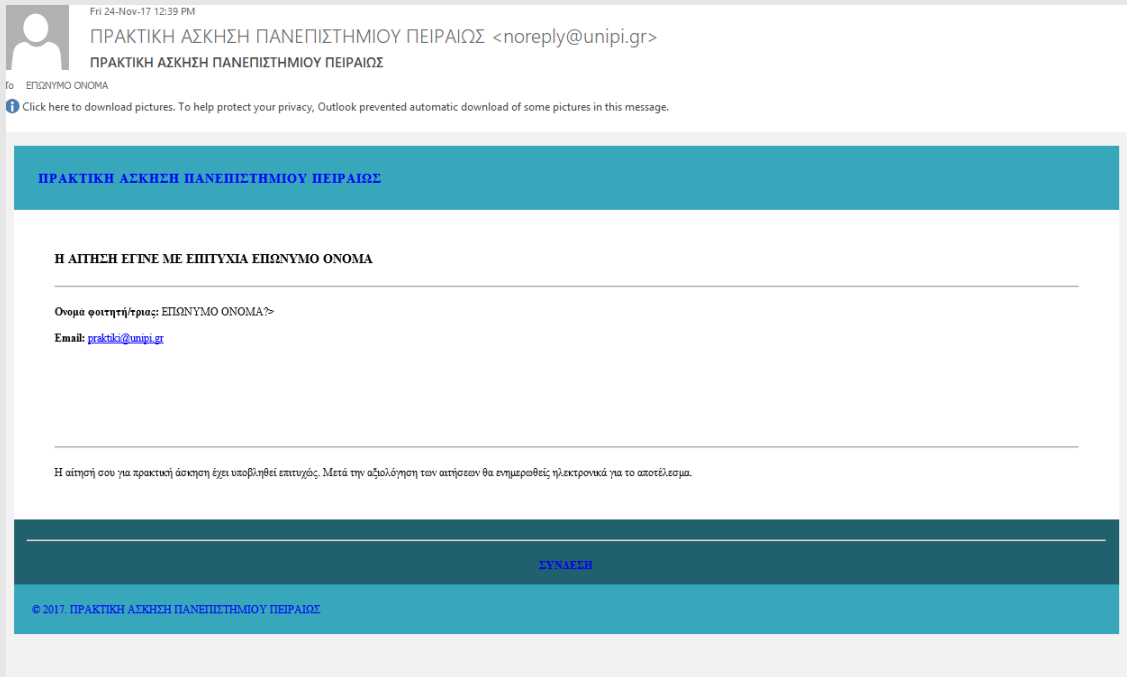 Fri 24-Nov-17 12:39 PM
ΠΡΑΚΤΙΚΗ ΑΣΚΗΣΗ ΠΑΝΕΠΙΣΤΗΜΙΟΥ ΠΕΙΡΑΙΩΣ <noreply@unipi.gr>
ΠΡΑΚΤΙΚΗ ΑΣΚΗΣΗ ΠΑΝΕΠΙΣΤΗΜΙΟΥ ΠΕΙΡΑΙΩΣ
To ΕΠΩΝΥΜΟ ΟΝΟΜΑ
Click here to download pictures. To help protect your privacy, Outlook prevented automatic download of some pictures in this message.
ΠΡΑΚΤΙΚΗ ΑΣΚΗΣΗ ΠΑΝΕΠΙΣΤΗΜΙΟΥ ΠΕΙΡΑΙΩΣ
Η ΑΙΤΗΣΗ ΕΓΙΝΕ ΜΕ ΕΠΙΤΥΧΙΑ ΕΠΩΝΥΜΟ ΟΝΟΜΑ
Ονομά φοιτητή/τριας: ΕΠΩΝΥΜΟ ΟΝΟΜΑ?>
Email: praktiki@unipi.gr
Η αίτησή σου για πρακτική άσκηση έχει υποβληθεί επιτυχώς. Μετά την αξιολόγηση των αιτήσεων θα ενημερωθείς ηλεκτρονικά για το αποτέλεσμα.
ΣΥΝΔΕΣΗ
© 2017. ΠΡΑΚΤΙΚΗ ΑΣΚΗΣΗ ΠΑΝΕΠΙΣΤΗΜΙΟΥ ΠΕΙΡΑΙΩΣ